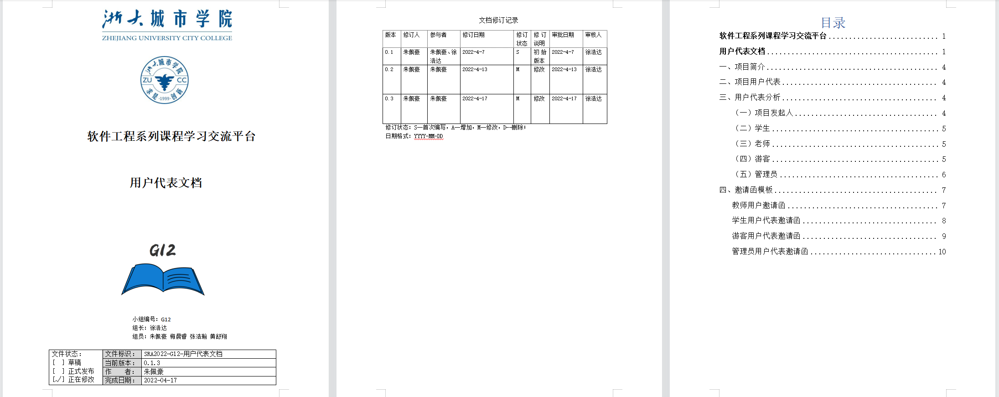 浙大城市学院
ZHEJIANG UNIVERSITY CITY COLLEGE
浙大城市学院
ZU CC
求是·1999·创新
软件工程系列课程学习交流平台
用户代表文档
G12
小组编号：G12
组长：徐浩达
组员：朱佩豪 梅晨睿 张浩瀚 黄舒翔
文件状态：
[ ] 草稿
[ ] 正式发布
[√] 正在修改
文件标识： SRA2022-G12-用户代表文档
当前版本： 0.1.3
作 者： 朱佩豪
完成日期： 2022-04-17
文档修订记录
版本 修订人 参与者 修订日期 修订状态 修订说明 审批日期 审核人
0.1 朱佩豪 朱佩豪、徐浩达 2022-4-7 S 初始版本 2022-4-7 徐浩达
0.2 朱佩豪 朱佩豪 2022-4-13 M 修改 2022-4-13 徐浩达
0.3 朱佩豪 朱佩豪 2022-4-17 M 修改 2022-4-17 徐浩达
修订状态：S—首次编写，A—增加，M—修改，D--删除；
日期格式：YYYY-MM-DD
目录
软件工程系列课程学习交流平台 1
用户代表文档 1
一、项目简介 4
二、项目用户代表 4
三、用户代表分析 4
（一）项目发起人 4
（二）学生 5
（三）老师 5
（四）游客 5
（五）管理员 6
四、邀请函模板 7
教师用户邀请函 7
学生用户代表邀请函 8
游客用户代表邀请函 9
管理员用户代表邀请函 10